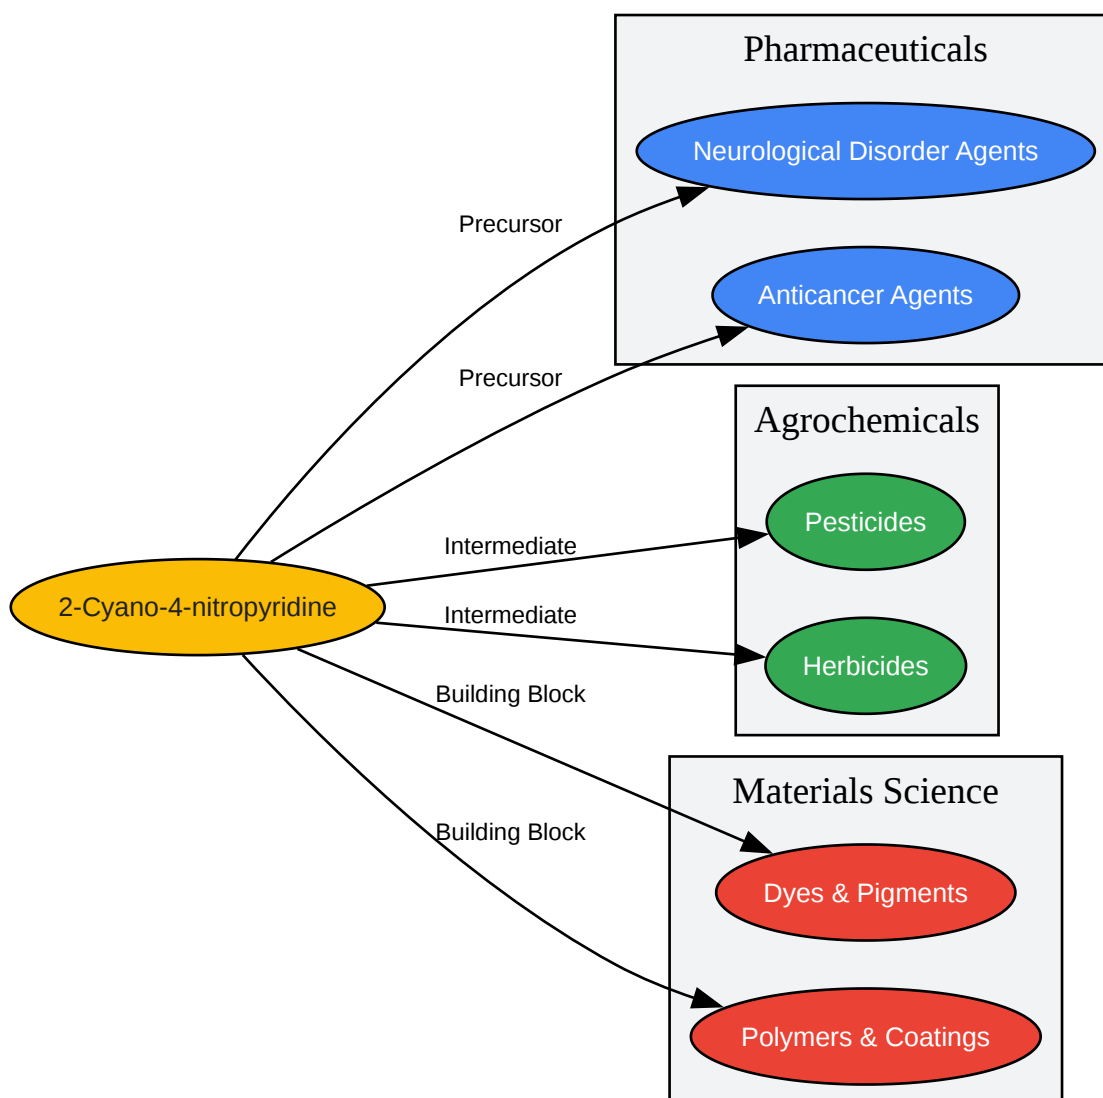 Pharmaceuticals
Neurological Disorder Agents
Precursor
Anticancer Agents
Precursor
Agrochemicals
Pesticides
Intermediate
2-Cyano-4-nitropyridine
Intermediate
Herbicides
Building Block
Materials Science
Building Block
Dyes & Pigments
Polymers & Coatings